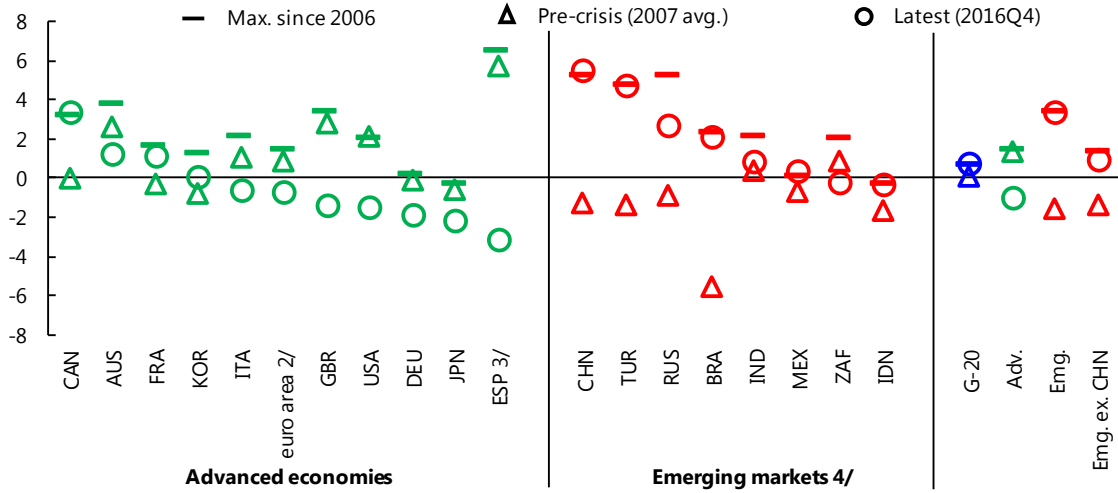 Max. since 2006
Pre-crisis (2007 avg.)
Latest (2016Q4)
8
6
4
2
0
-2
-4
-6
-8
CAN
AUS
FRA
KOR
ITA
euro area 2/
GBR
USA
DEU
JPN
ESP 3/
CHN
TUR
RUS
BRA
IND
MEX
ZAF
IDN
G-20
Adv.
Emg.
Emg. ex. CHN
Advanced economies
Emerging markets 4/